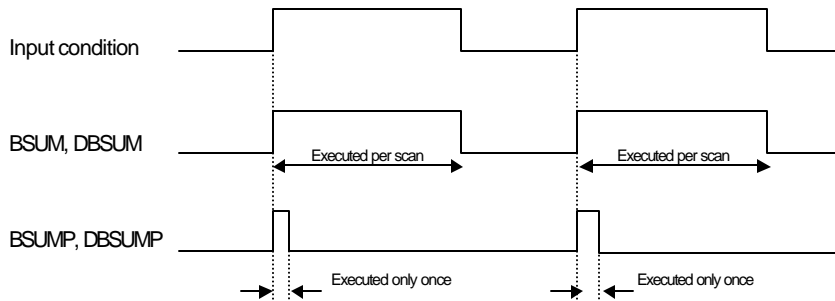 Input condition
BSUM, DBSUM
Executed per scan
Executed per scan
BSUMP, DBSUMP
Executed only once
Executed only once